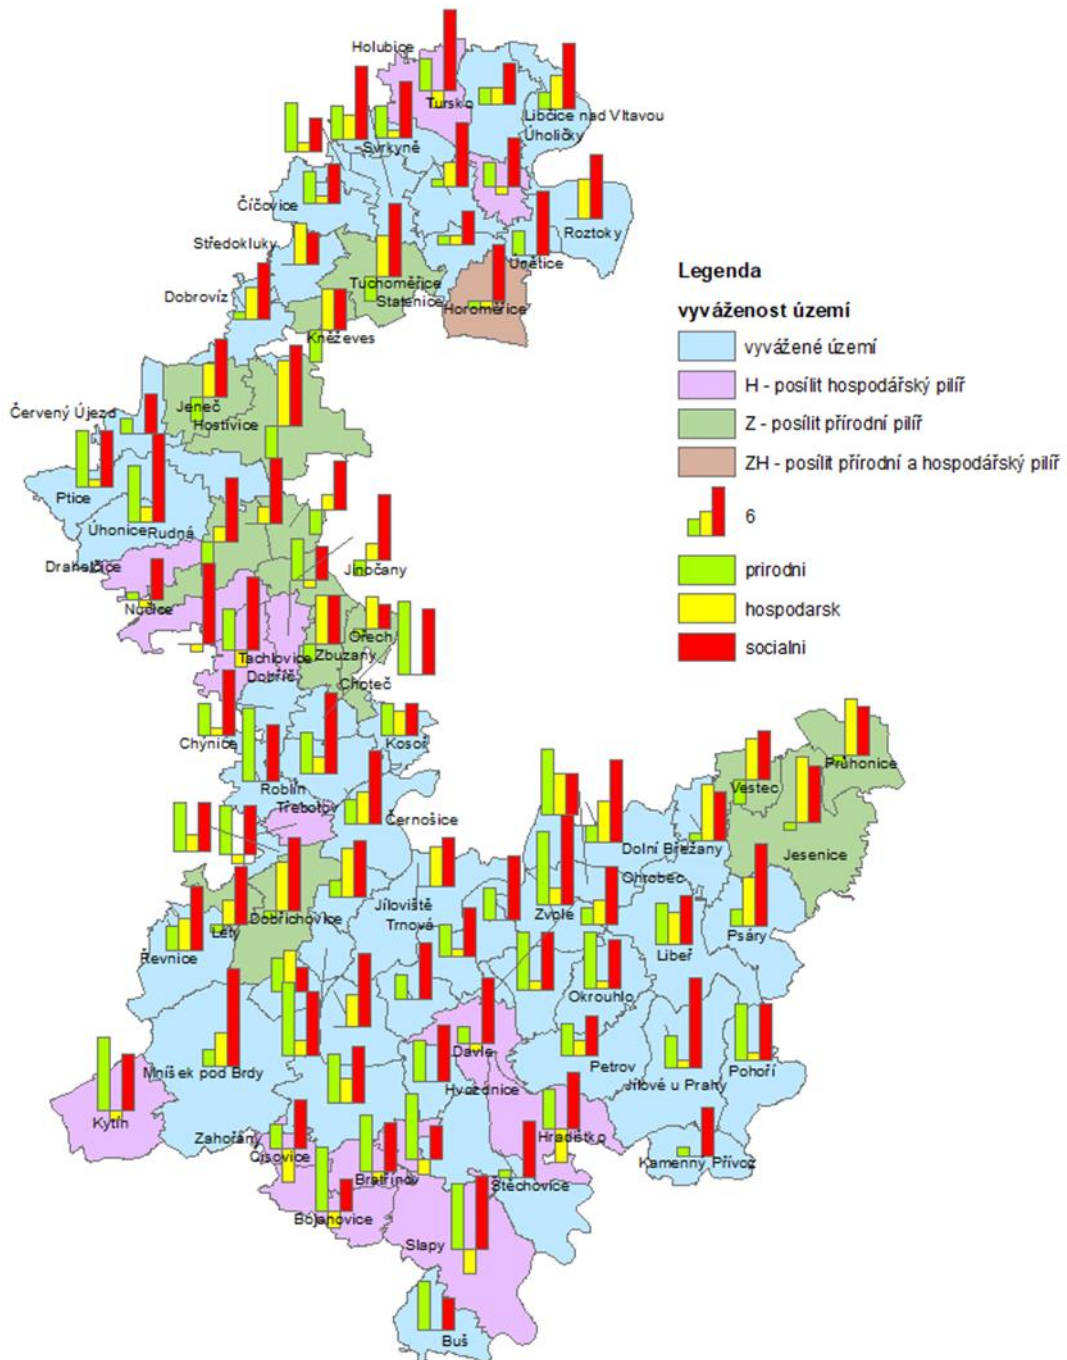 Holubice
Tursko
Libčice nad Vltavou
Úholičky
Svrkyně
Číčovice
Roztoky
Středokluky
Únětice
Tuchoměřice
Statenice
Dobrovíz
Horoměřice
Kněževes
Jeneč
Červený Újezd
Hostivice
Ptice
Úhonice
Rudná
Drahelčice
Jinočany
Nučice
Ořech
Tachlovice
Zbuzany
Dobříč
Choteč
Chýnice
Kosoř
Roblín
Třebotov
Černošice
Průhonice
Vestec
Dolní Břežany
Jesenice
Ohrobec
Jíloviště
Dobřichovice
Zvole
Trnová
Lety
Psáry
Libeř
Řevnice
Okrouhlo
Davle
Petrov
Mníšek pod Brdy
Jílové u Prahy
Pohoří
Hvozdnice
Kytín
Zahořany
Hradištko
Čisovice
Kamenný Přívoz
Bratřínov
Štěchovice
Bojanovice
Slapy
Buš
Legenda
vyváženost území
vyvážené území
H - posílit hospodářský pilíř
Z - posílit přírodní pilíř
ZH - posílit přírodní a hospodářský pilíř
6
prirodni
hospodarsk
socialni